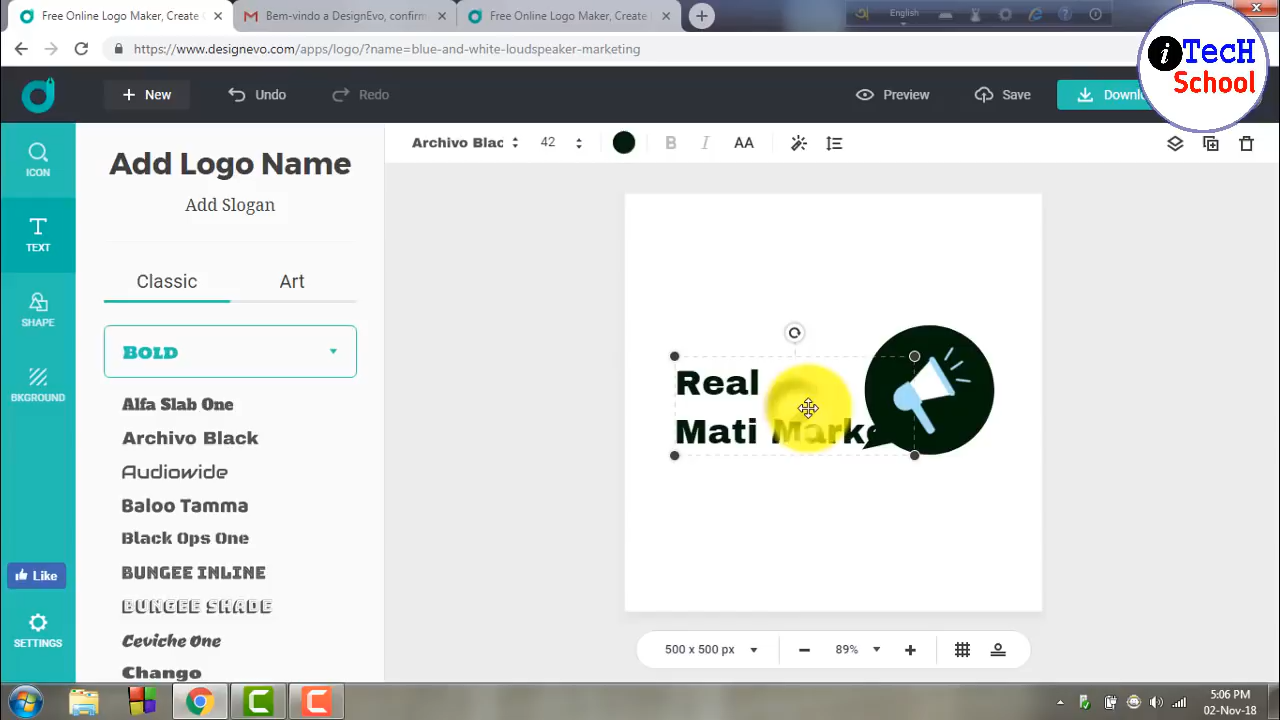 Free Online Logo Maker, Create
Bem-vindo a DesignEvo, confirm
Free Online Logo Maker, Create
English
https://www.designevo.com/apps/logo/?name=blue-and-white-loudspeaker-marketing
i TecH
School
New
Undo
Redo
Preview
Save
ICON
TEXT
SHAPE
BKGROUND
Like
SETTINGS
Add Logo Name
Add Slogan
Classic
Art
BOLD
Alfa Slab One
Archivo Black
Audiowide
Baloo Tamma
Black Ops One
BUNGEE INLINE
BUNGEE SHADE
Ceviche One
Chango
Archivo Blac
42
B
I
AA
Real
Mati Marke
500 x 500 px
89%
5:06 PM
02-Nov-18